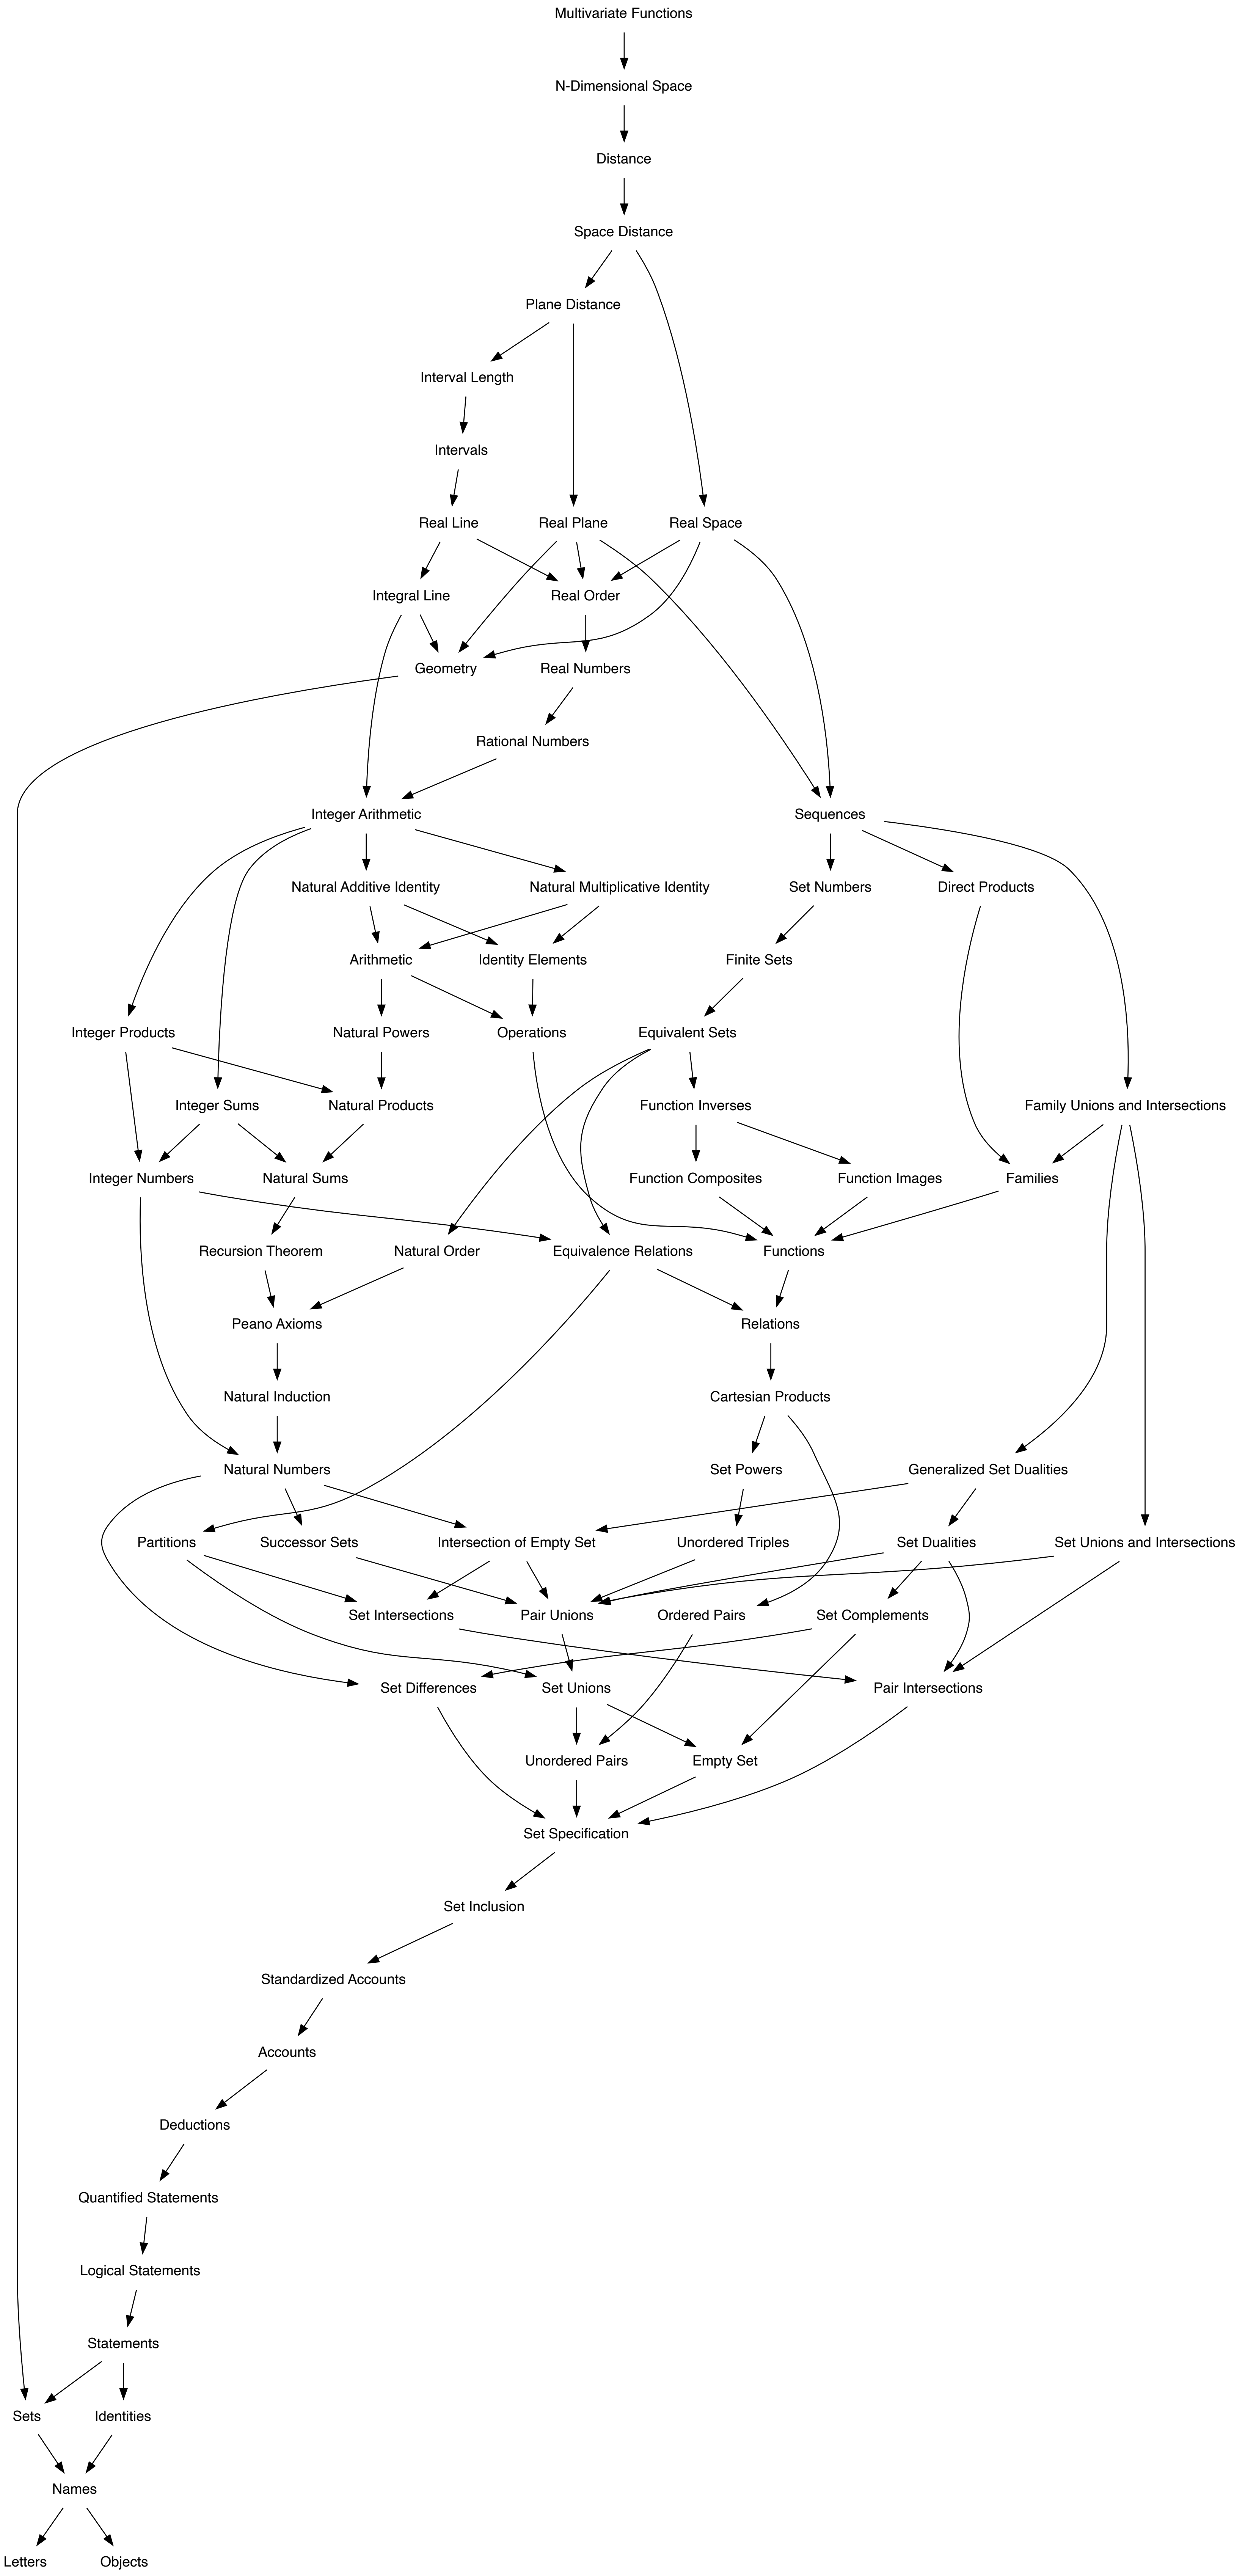 Multivariate Functions
N-Dimensional Space
Distance
Space Distance
Plane Distance
Interval Length
Intervals
Real Line
Real Plane
Real Space
Integral Line
Real Order
Geometry
Real Numbers
Rational Numbers
Integer Arithmetic
Sequences
Natural Additive Identity
Natural Multiplicative Identity
Set Numbers
Direct Products
Arithmetic
Identity Elements
Finite Sets
Integer Products
Natural Powers
Operations
Equivalent Sets
Integer Sums
Natural Products
Function Inverses
Family Unions and Intersections
Integer Numbers
Natural Sums
Function Composites
Function Images
Families
Recursion Theorem
Natural Order
Equivalence Relations
Functions
Peano Axioms
Relations
Natural Induction
Cartesian Products
Natural Numbers
Set Powers
Generalized Set Dualities
Partitions
Successor Sets
Intersection of Empty Set
Unordered Triples
Set Dualities
Set Unions and Intersections
Set Intersections
Pair Unions
Ordered Pairs
Set Complements
Set Differences
Set Unions
Pair Intersections
Unordered Pairs
Empty Set
Set Specification
Set Inclusion
Standardized Accounts
Accounts
Deductions
Quantified Statements
Logical Statements
Statements
Sets
Identities
Names
Letters
Objects